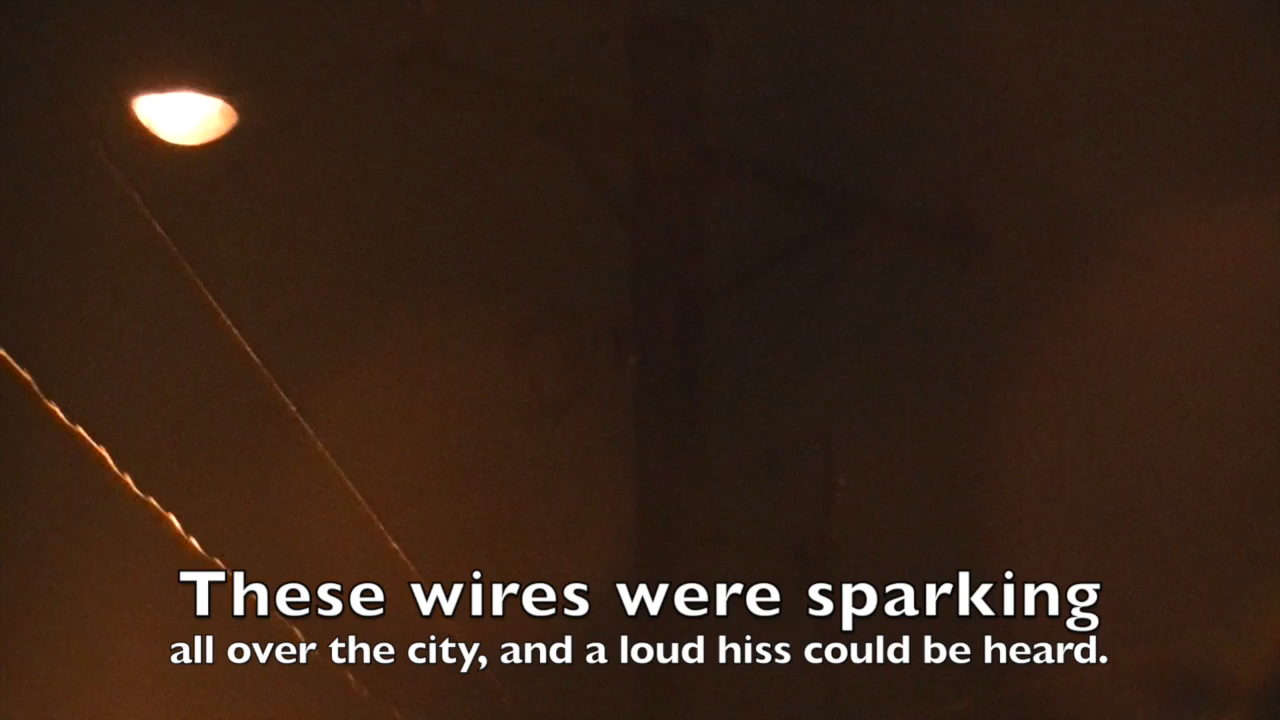 These wires were sparking
all over the city, and a loud hiss could be heard.